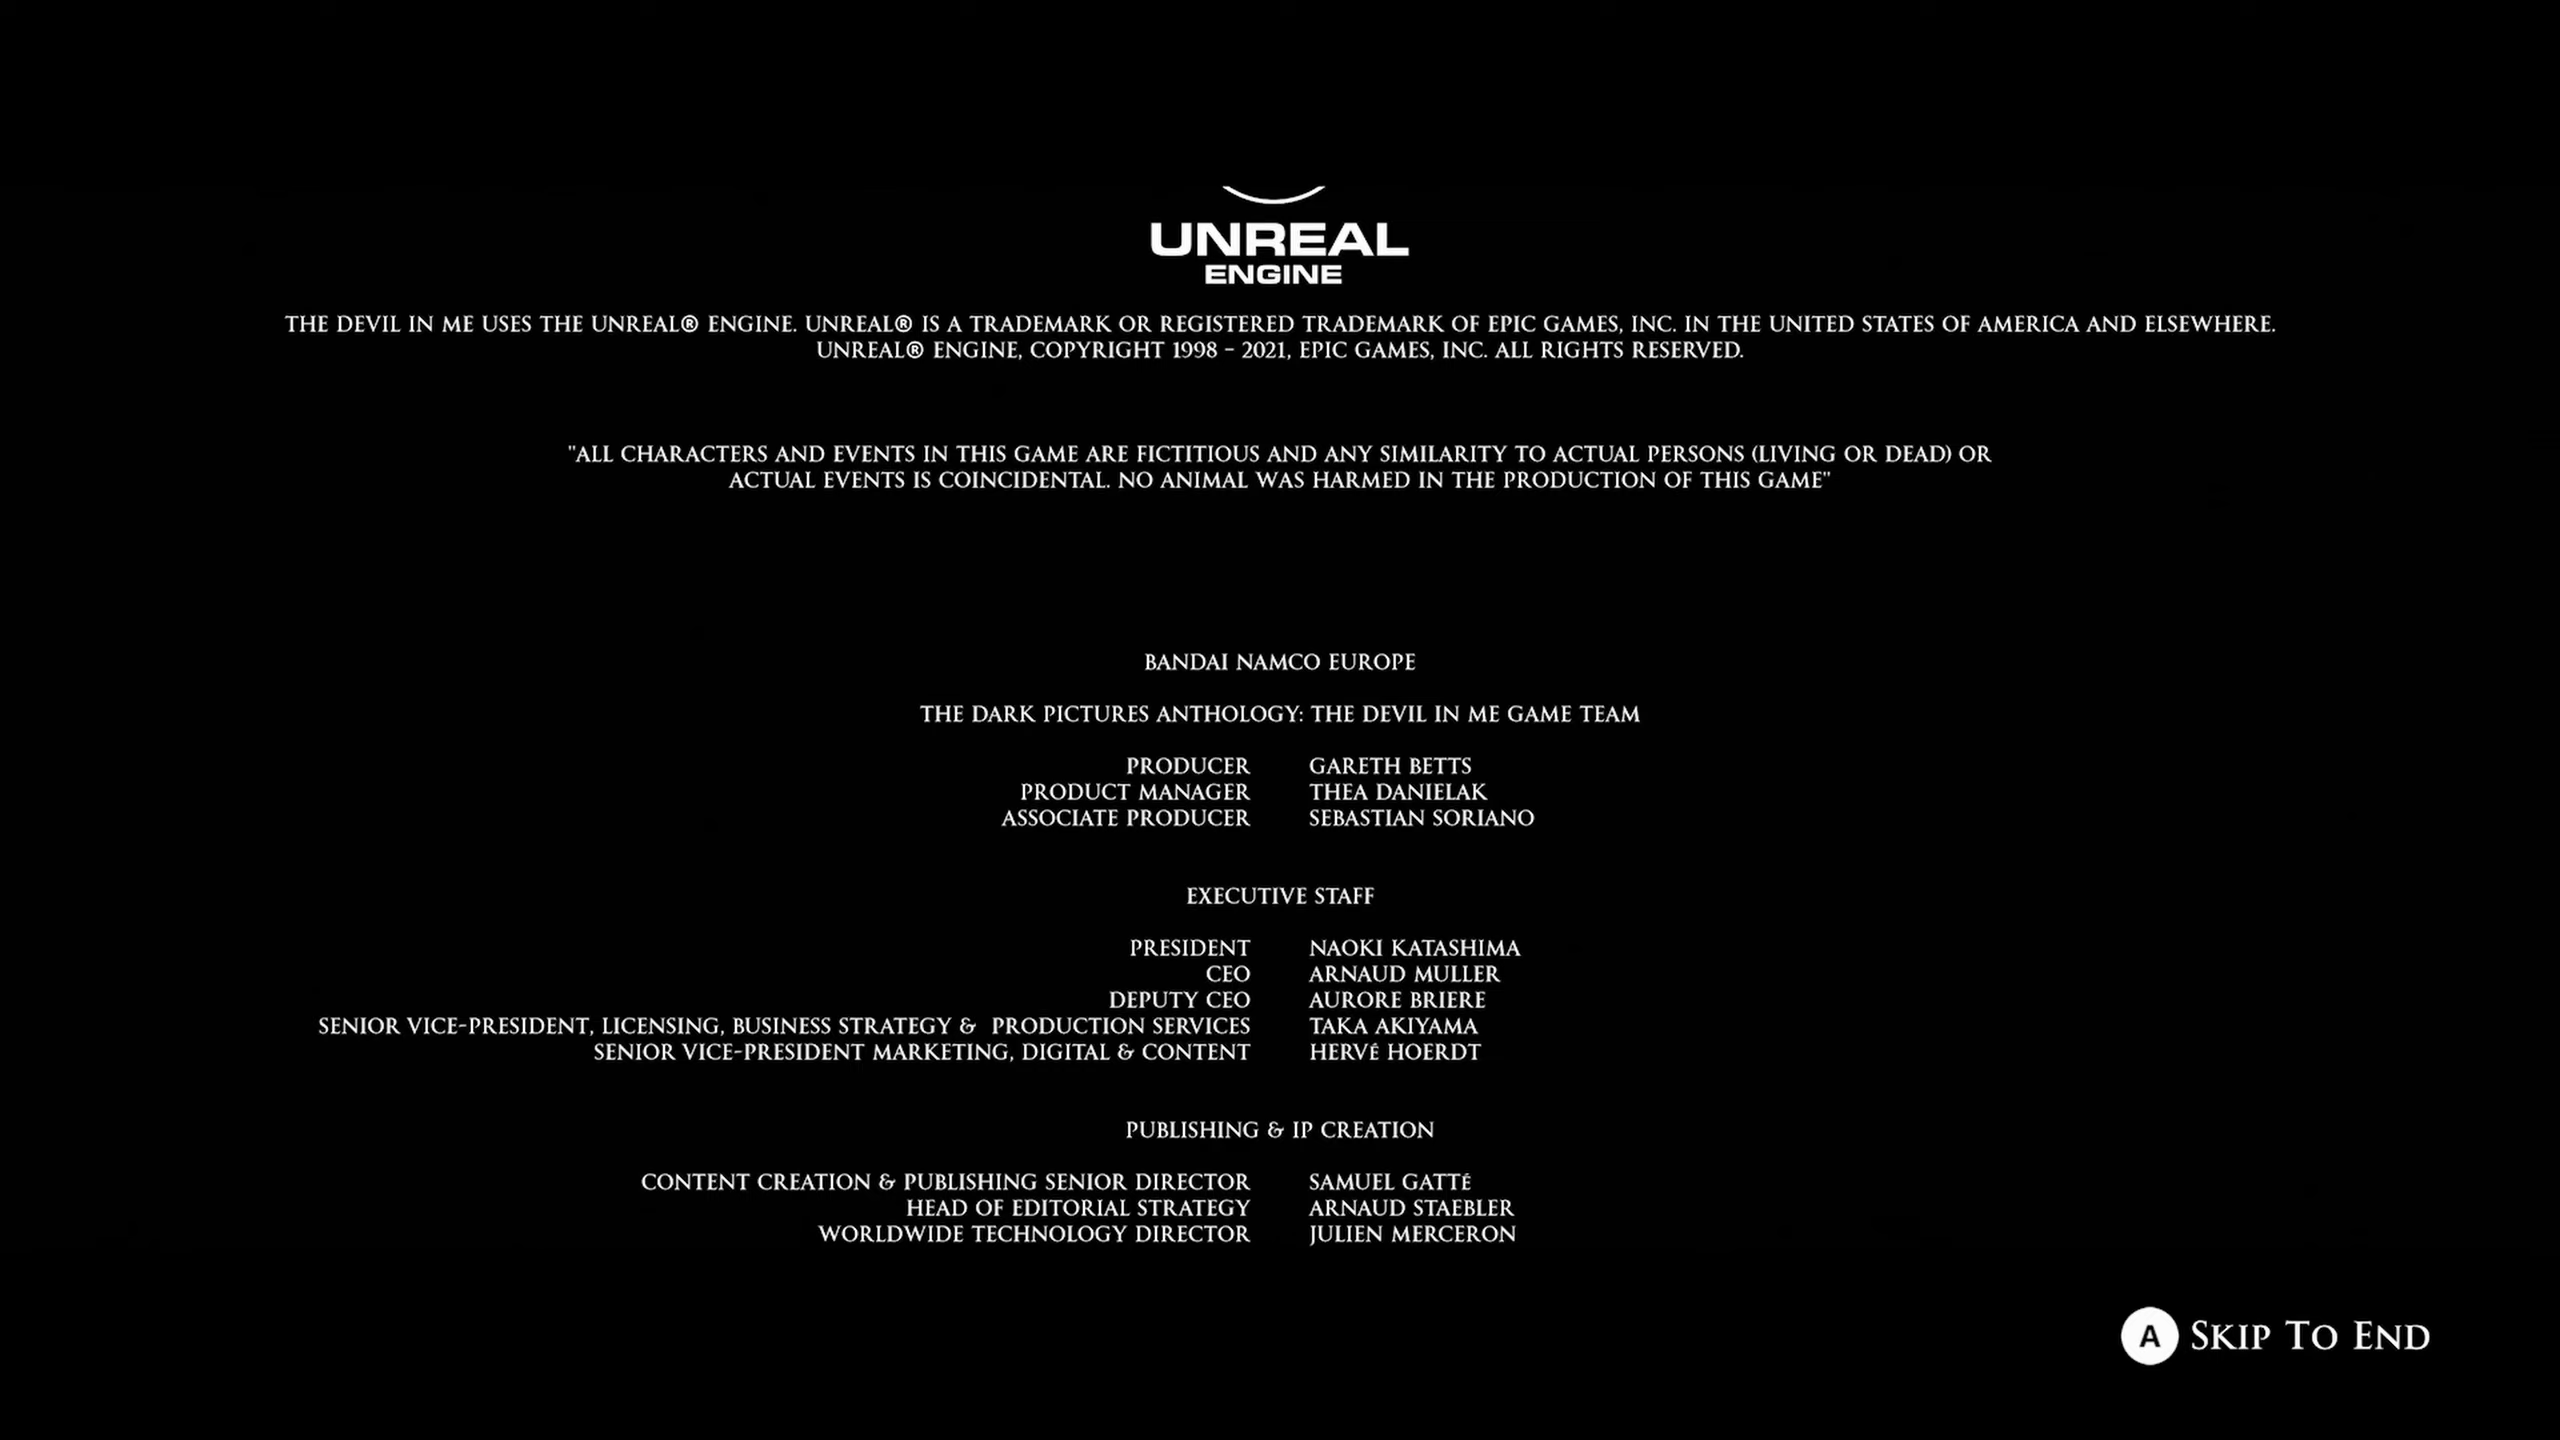 UNREAL
ENGINE
THE DEVIL IN ME USES THE UNREAL® ENGINE. UNREAL® IS A TRADEMARK OR REGISTERED TRADEMARK OF EPIC GAMES, INC. IN THE UNITED STATES OF AMERICA AND ELSEWHERE.
UNREAL® ENGINE, COPYRIGHT 1998 – 2021, EPIC GAMES, INC. ALL RIGHTS RESERVED.
"ALL CHARACTERS AND EVENTS IN THIS GAME ARE FICTITIOUS AND ANY SIMILARITY TO ACTUAL PERSONS (LIVING OR DEAD) OR
ACTUAL EVENTS IS COINCIDENTAL. NO ANIMAL WAS HARMED IN THE PRODUCTION OF THIS GAME"
BANDAI NAMCO EUROPE
THE DARK PICTURES ANTHOLOGY: THE DEVIL IN ME GAME TEAM
PRODUCER GARETH BETTS
PRODUCT MANAGER THEA DANIELAK
ASSOCIATE PRODUCER SEBASTIAN SORIANO
EXECUTIVE STAFF
PRESIDENT NAOKI KATASHIMA
CEO ARNAUD MULLER
DEPUTY CEO AURORE BRIERE
SENIOR VICE-PRESIDENT, LICENSING, BUSINESS STRATEGY & PRODUCTION SERVICES TAKA AKIYAMA
SENIOR VICE-PRESIDENT MARKETING, DIGITAL & CONTENT HERVÉ HOERDT
PUBLISHING & IP CREATION
CONTENT CREATION & PUBLISHING SENIOR DIRECTOR SAMUEL GATTÉ
HEAD OF EDITORIAL STRATEGY ARNAUD STAEBLER
WORLDWIDE TECHNOLOGY DIRECTOR JULIEN MERCERON
A SKIP TO END